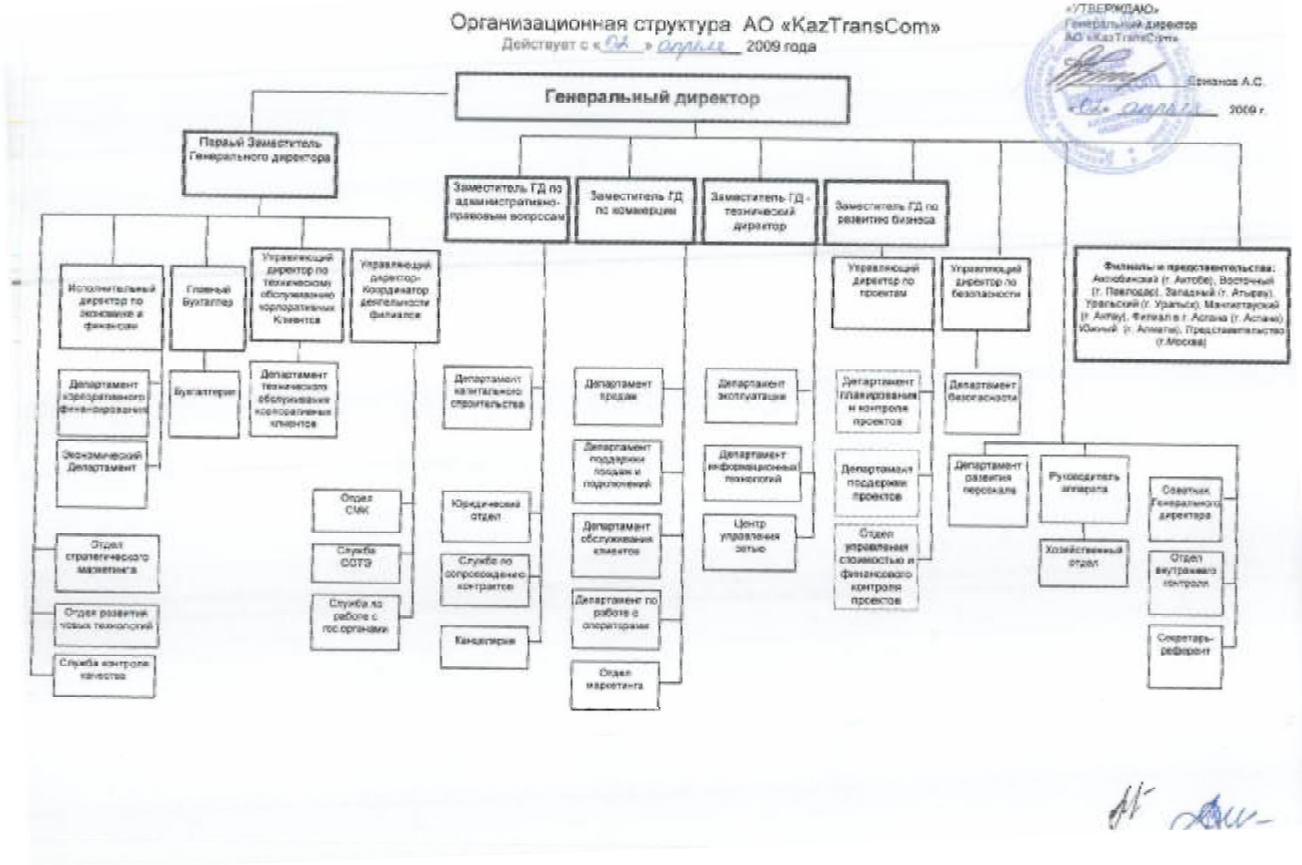 Организационная структура АО «KazTransCom»
Действует с « 02 » апреля 2009 года
«УТВЕРЖДАЮ»
Генеральный директор
АО «KazTransCom»
Ерманов А.С.
«02» апреля 2009 г.
Генеральный директор
Первый Заместитель
Генерального директора
Заместитель ГД по
административно-
правовым вопросам
Заместитель ГД
по коммерции
Заместитель ГД -
технический
директор
Заместитель ГД по
развитию бизнеса
Исполнительный
директор по
экономике и
финансам
Главный
Бухгалтер
Управляющий
директор по
техническому
обслуживанию
корпоративных
Клиентов
Управляющий
директор-
Координатор
деятельности
филиалов
Управляющий
директор по
проектам
Управляющий
директор по
безопасности
Филиалы и представительства:
Актюбинский (г. Актобе), Восточный
(г. Павлодар), Западный (г. Атырау),
Уральский (г. Уральск), Мангистауский
(г. Актау), Филиал в г. Астана (г. Астана)
Южный (г. Алматы), Представительство
(г.Москва)
Департамент
корпоративного
финансирования
Бухгалтерия
Департамент
технического
обслуживания
корпоративных
клиентов
Департамент
капитального
строительства
Департамент
продаж
Департамент
эксплуатации
Департамент
планирования
и контроля
проектов
Департамент
безопасности
Экономический
Департамент
Департамент
поддержки
продаж и
подключений
Департамент
информационных
технологий
Департамент
поддержки
проектов
Департамент
развития
персонала
Руководитель
аппарата
Советник
Генерального
директора
Отдел
СМК
Юридический
отдел
Департамент
обслуживания
клиентов
Центр
управления
сетью
Отдел
управления
стоимостью и
финансового
контроля
проектов
Хозяйственный
отдел
Отдел
внутреннего
контроля
Отдел
стратегического
маркетинга
Служба
СОТЭ
Служба по
сопровождению
контрактов
Отдел развития
новых технологий
Служба по
работе с
гос.органами
Канцелярия
Департамент по
работе с
операторами
Секретарь-
референт
Служба контроля
качества
Отдел
маркетинга